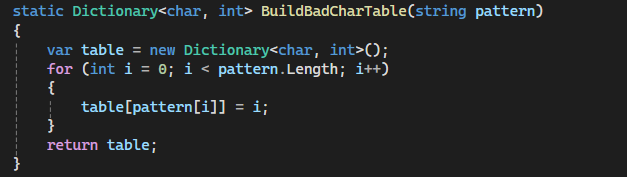 static Dictionary<char, int> BuildBadCharTable(string pattern)
{
    var table = new Dictionary<char, int>();
    for (int i = 0; i < pattern.Length; i++)
    {
        table[pattern[i]] = i;
    }
    return table;
}